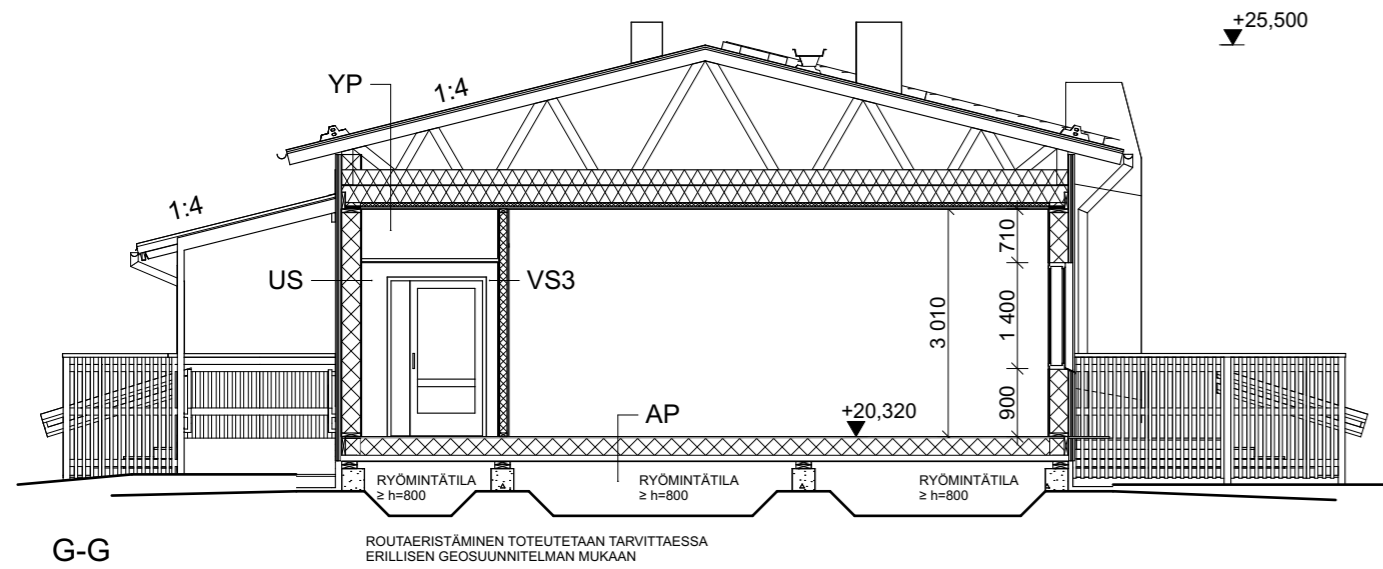 +25,500
YP
1:4
1:4
US
VS3
710
1 400
3 010
900
+20,320
AP
RYÖMINTÄTILA
≥ h=800
RYÖMINTÄTILA
≥ h=800
RYÖMINTÄTILA
≥ h=800
G-G
ROUTAERISTÄMINEN TOTEUTETAAN TARVITTAESSA
ERILLISEN GEOSUUNNITELMAN MUKAAN